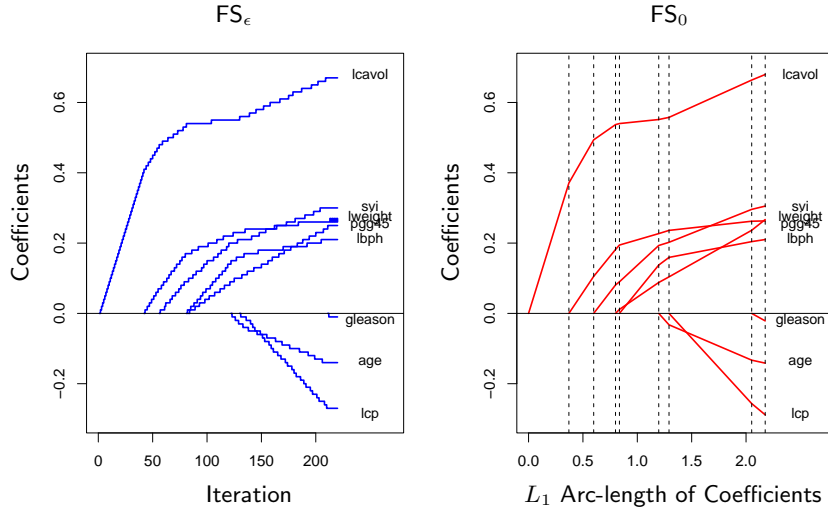 FS_ϵ
Coefficients
0.6
0.4
0.2
0.0
−0.2
lcavol
svi
lweight
pgg45
lbph
gleason
age
lcp
0 50 100 150 200
Iteration
FS_0
Coefficients
0.6
0.4
0.2
0.0
−0.2
lcavol
svi
lweight
pgg45
lbph
gleason
age
lcp
0.0 0.5 1.0 1.5 2.0
L_1 Arc-length of Coefficients